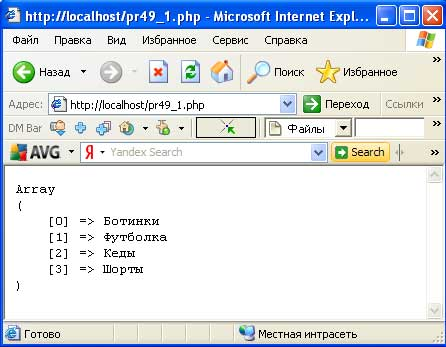 http://localhost/pr49_1.php - Microsoft Internet Expl...
Файл Правка Вид Избранное Сервис Справка
Назад Поиск Избранное
Адрес: http://localhost/pr49_1.php Переход Ссылки
DM Bar Файлы
AVG Я Yandex Search Search
Array
(
[0] => Ботинки
[1] => Футболка
[2] => Кеды
[3] => Шорты
)
Готово Местная интрасеть